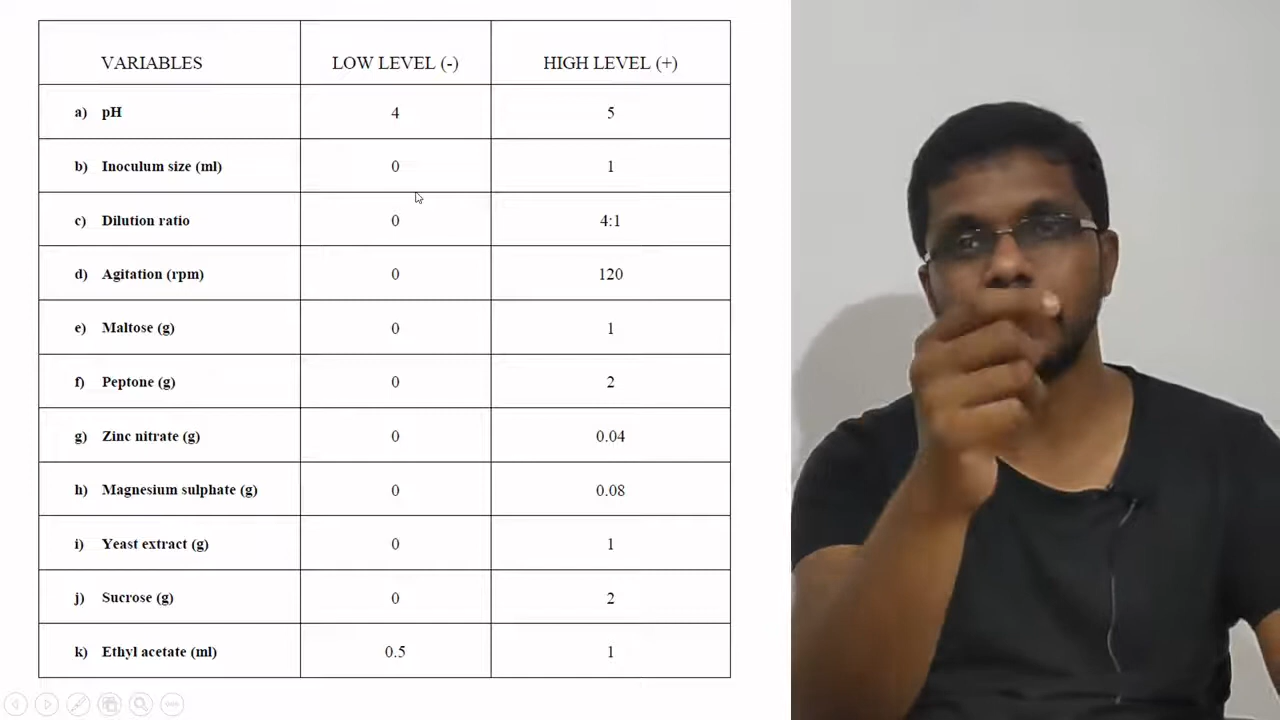 VARIABLES LOW LEVEL (-) HIGH LEVEL (+)
a) pH 4 5
b) Inoculum size (ml) 0 1
c) Dilution ratio 0 4:1
d) Agitation (rpm) 0 120
e) Maltose (g) 0 1
f) Peptone (g) 0 2
g) Zinc nitrate (g) 0 0.04
h) Magnesium sulphate (g) 0 0.08
i) Yeast extract (g) 0 1
j) Sucrose (g) 0 2
k) Ethyl acetate (ml) 0.5 1